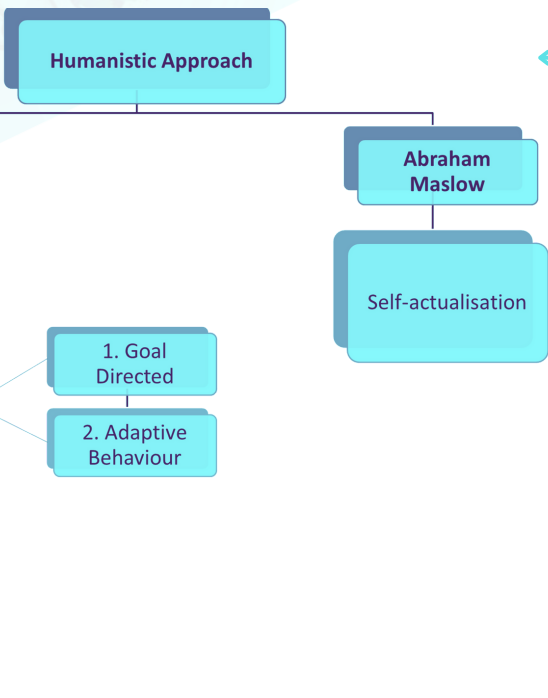 Humanistic Approach
Abraham
Maslow
Self-actualisation
1. Goal
Directed
2. Adaptive
Behaviour